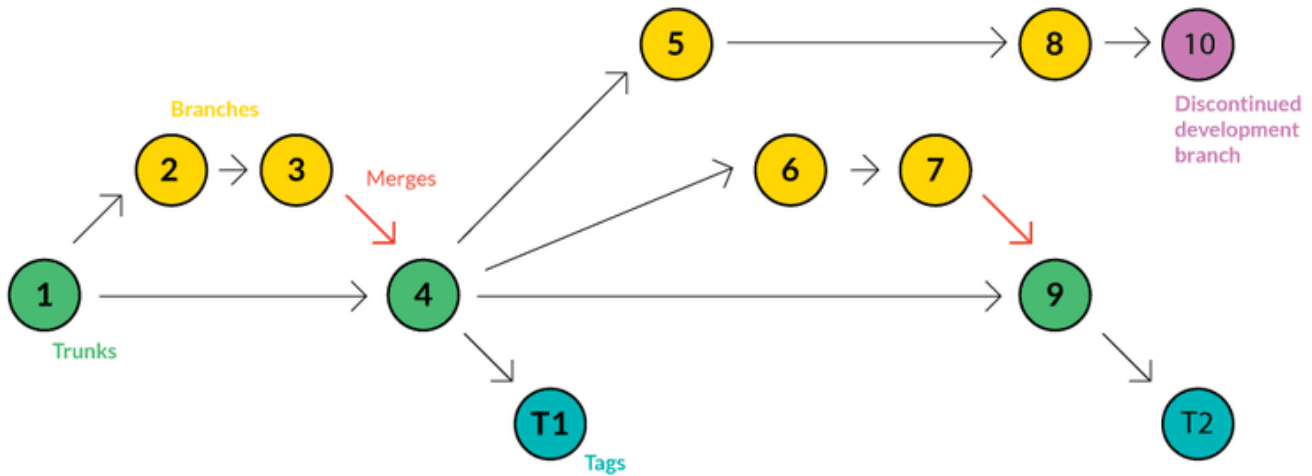 5
8
10
Discontinued
development
branch
Branches
2
3
Merges
6
7
1
4
9
Trunks
T1
T2
Tags